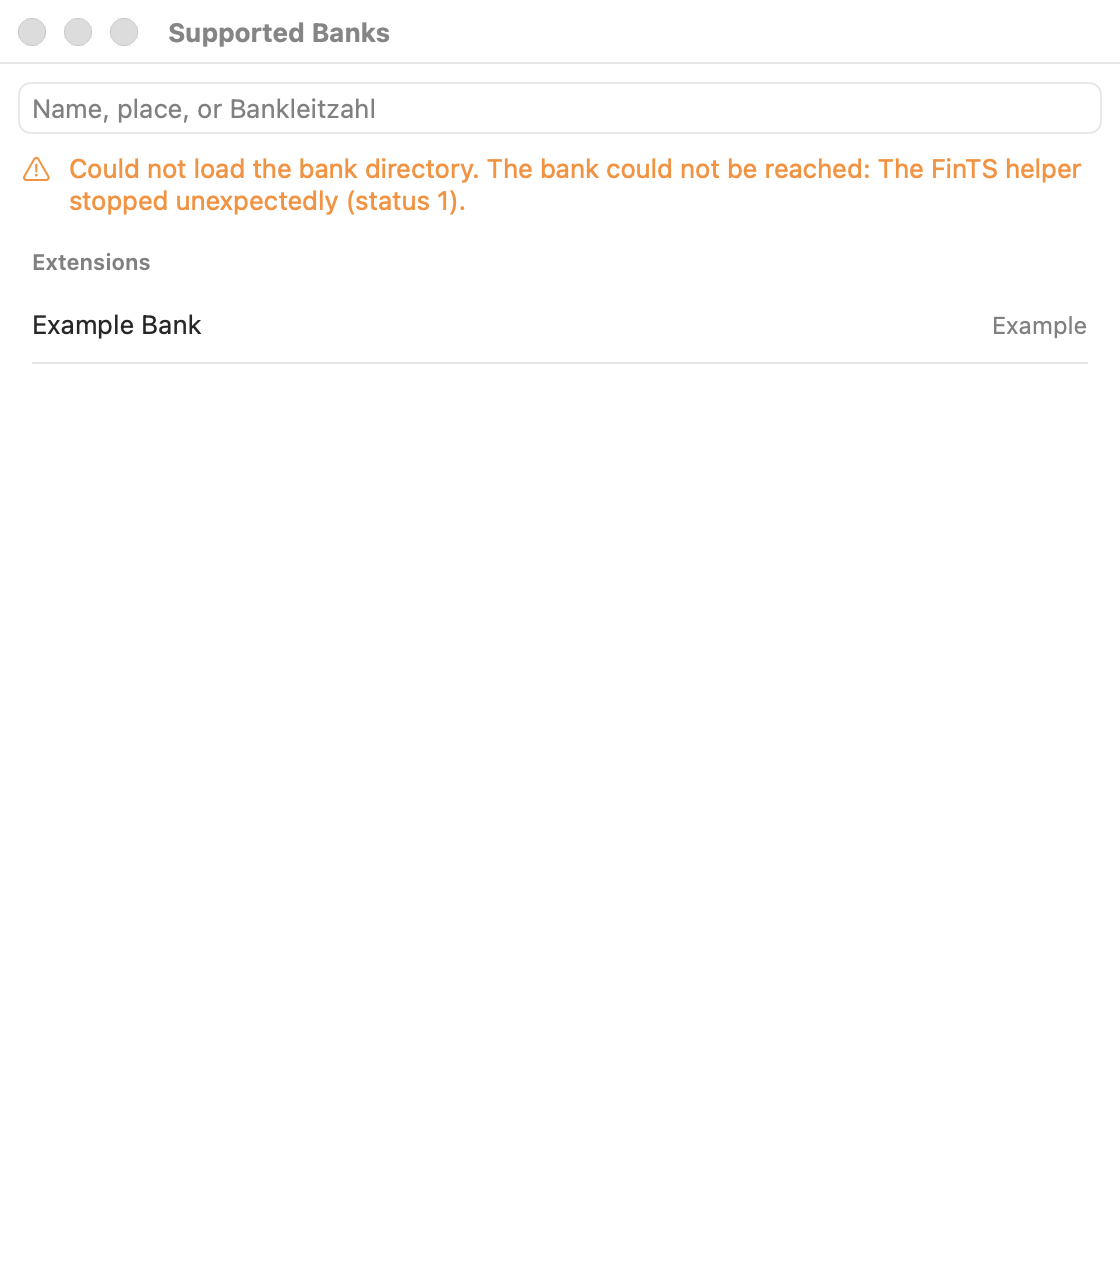 Supported Banks
Name, place, or Bankleitzahl
Could not load the bank directory. The bank could not be reached: The FinTS helper
stopped unexpectedly (status 1).
Extensions
Example Bank
Example